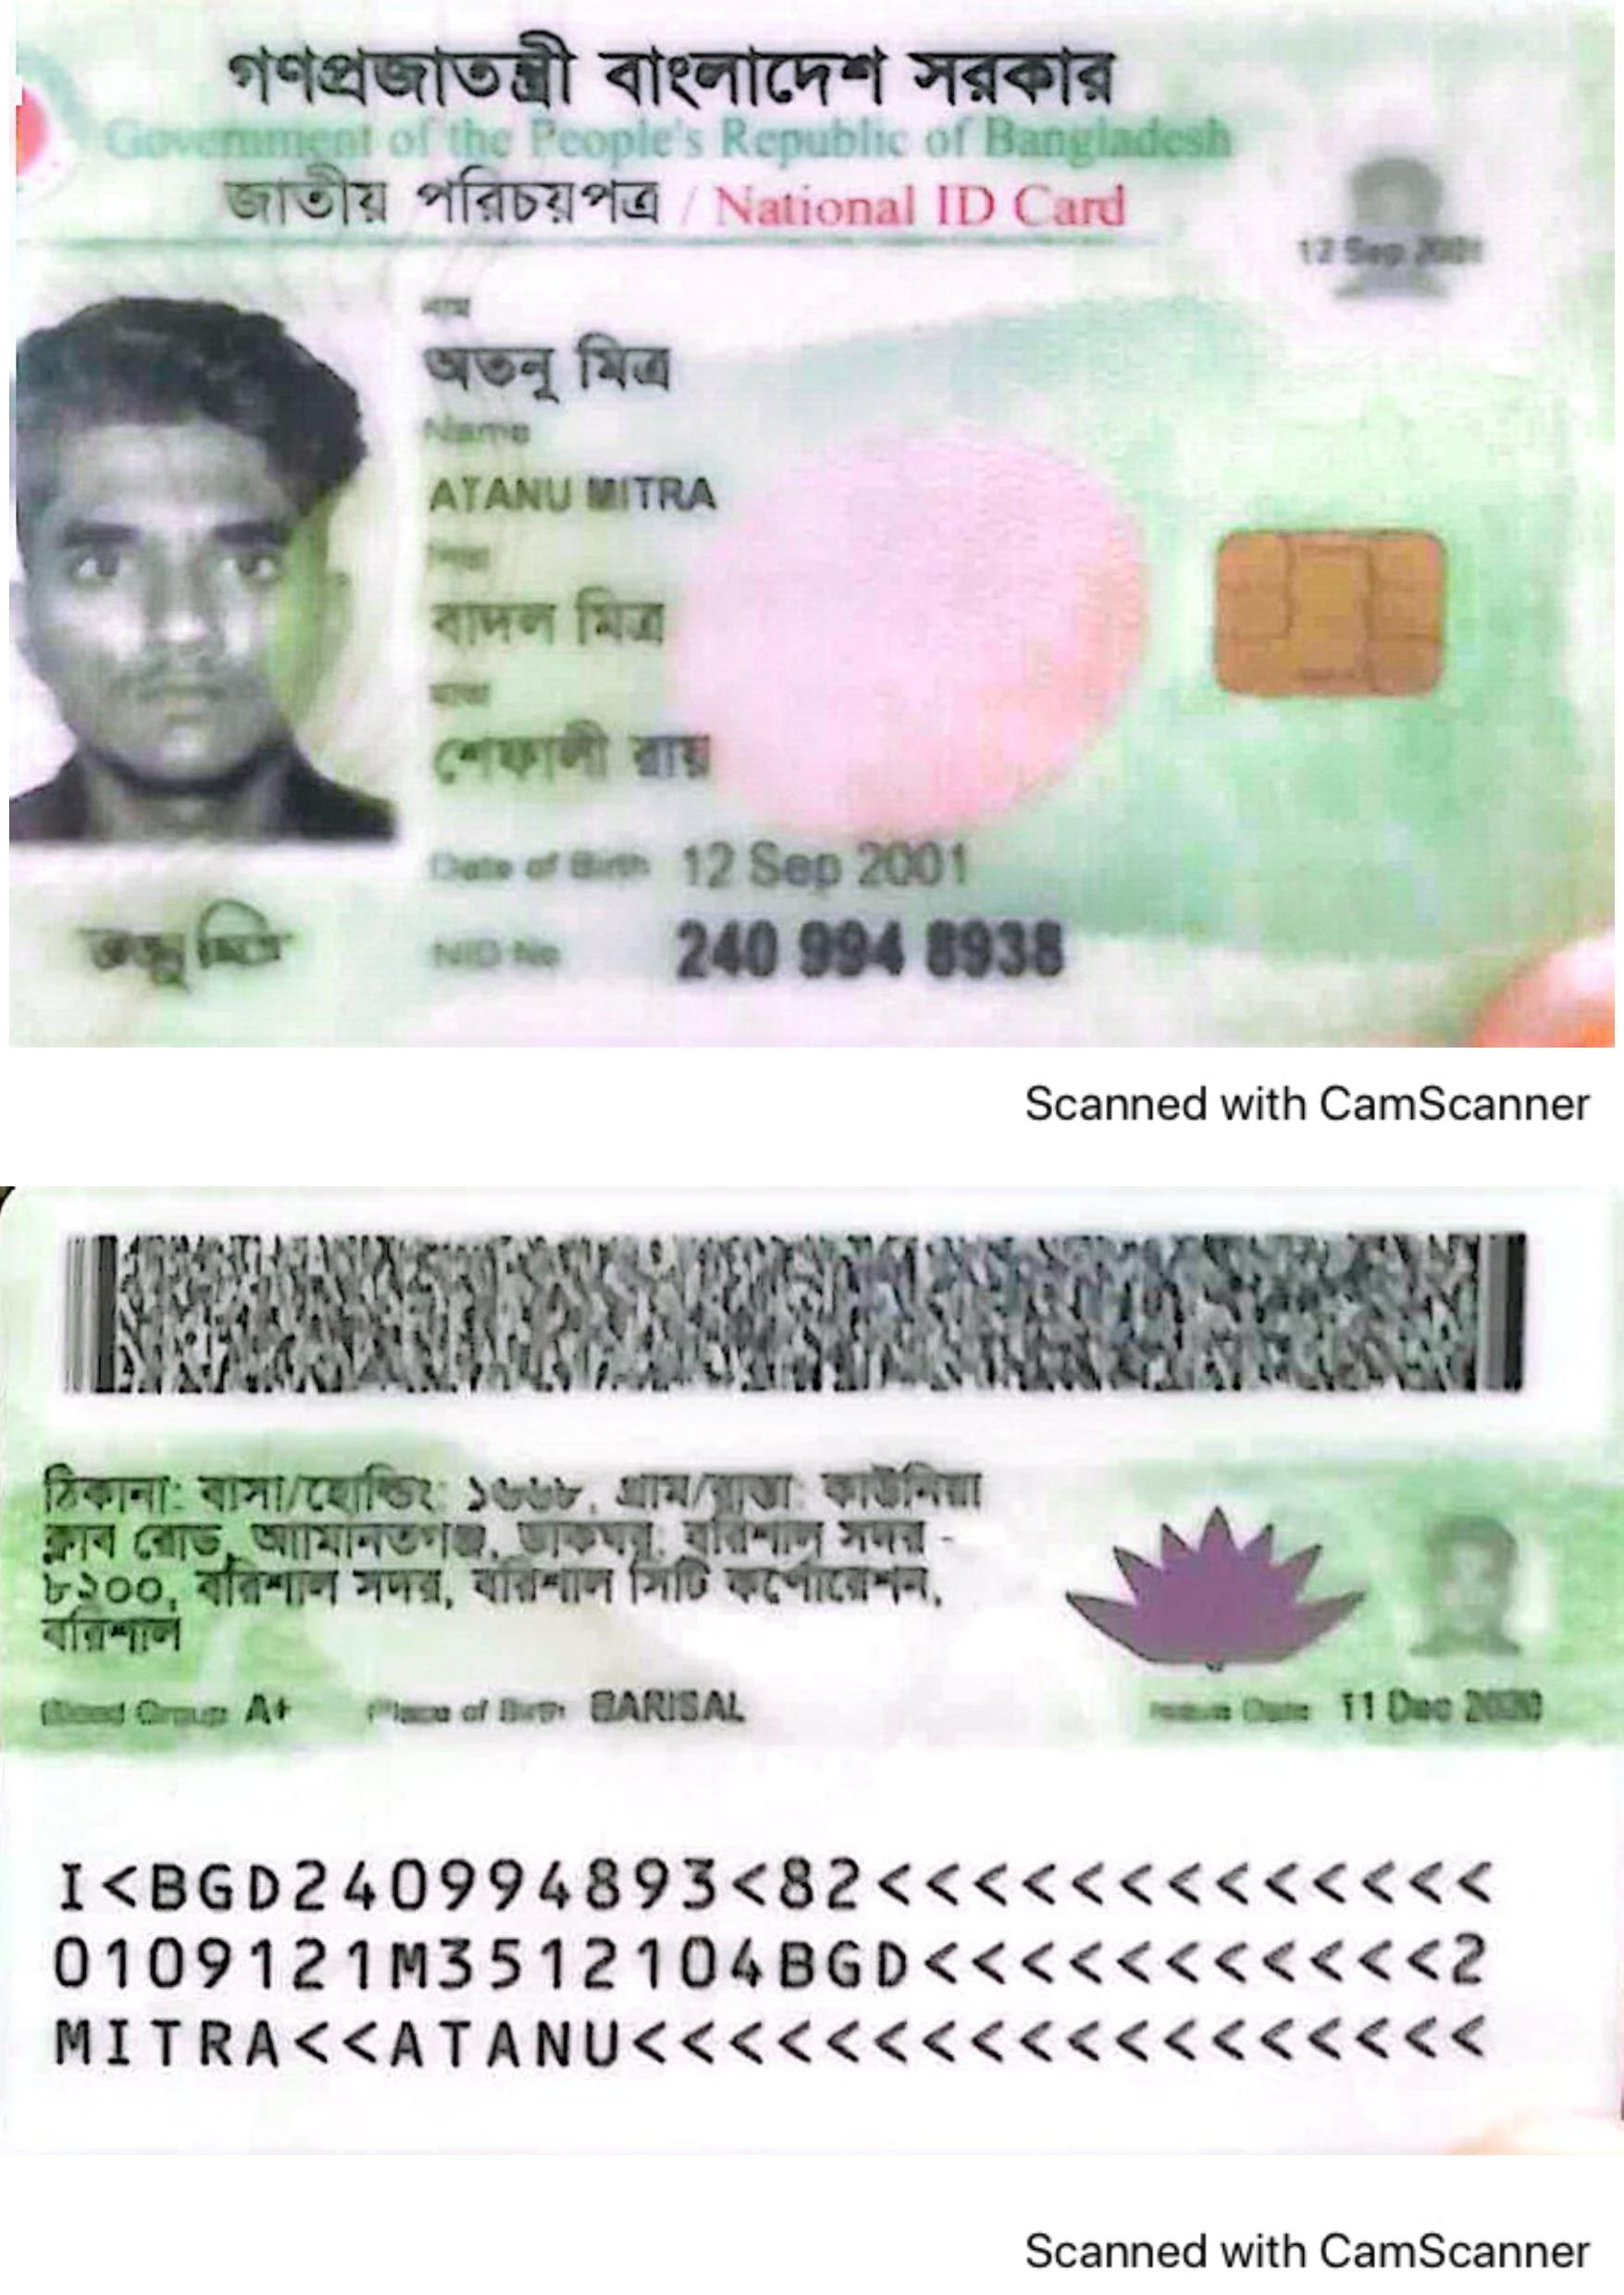 গণপ্রজাতন্ত্রী বাংলাদেশ সরকার
Government of the People's Republic of Bangladesh
জাতীয় পরিচয়পত্র / National ID Card
12 Sep 2001
নাম
অতনু মিত্র
Name
ATANU MITRA
পিতা
বাদল মিত্র
মাতা
শেফালী রায়
Date of Birth 12 Sep 2001
NID No 240 994 8938
অতনু মিত্র
Scanned with CamScanner
ঠিকানা: বাসা/হোল্ডিং: ১৬৬৮, গ্রাম/রাস্তা: কাউনিয়া
ক্লাব রোড, আমানতগঞ্জ, ডাকঘর: বরিশাল সদর -
৮২০০, বরিশাল সদর, বরিশাল সিটি কর্পোরেশন,
বরিশাল
Blood Group A+ Place of Birth BARISAL Issue Date 11 Dec 2020
I<BGD240994893<82<<<<<<<<<<<<<
0109121M3512104BGD<<<<<<<<<<<2
MITRA<<ATANU<<<<<<<<<<<<<<<<<<
Scanned with CamScanner